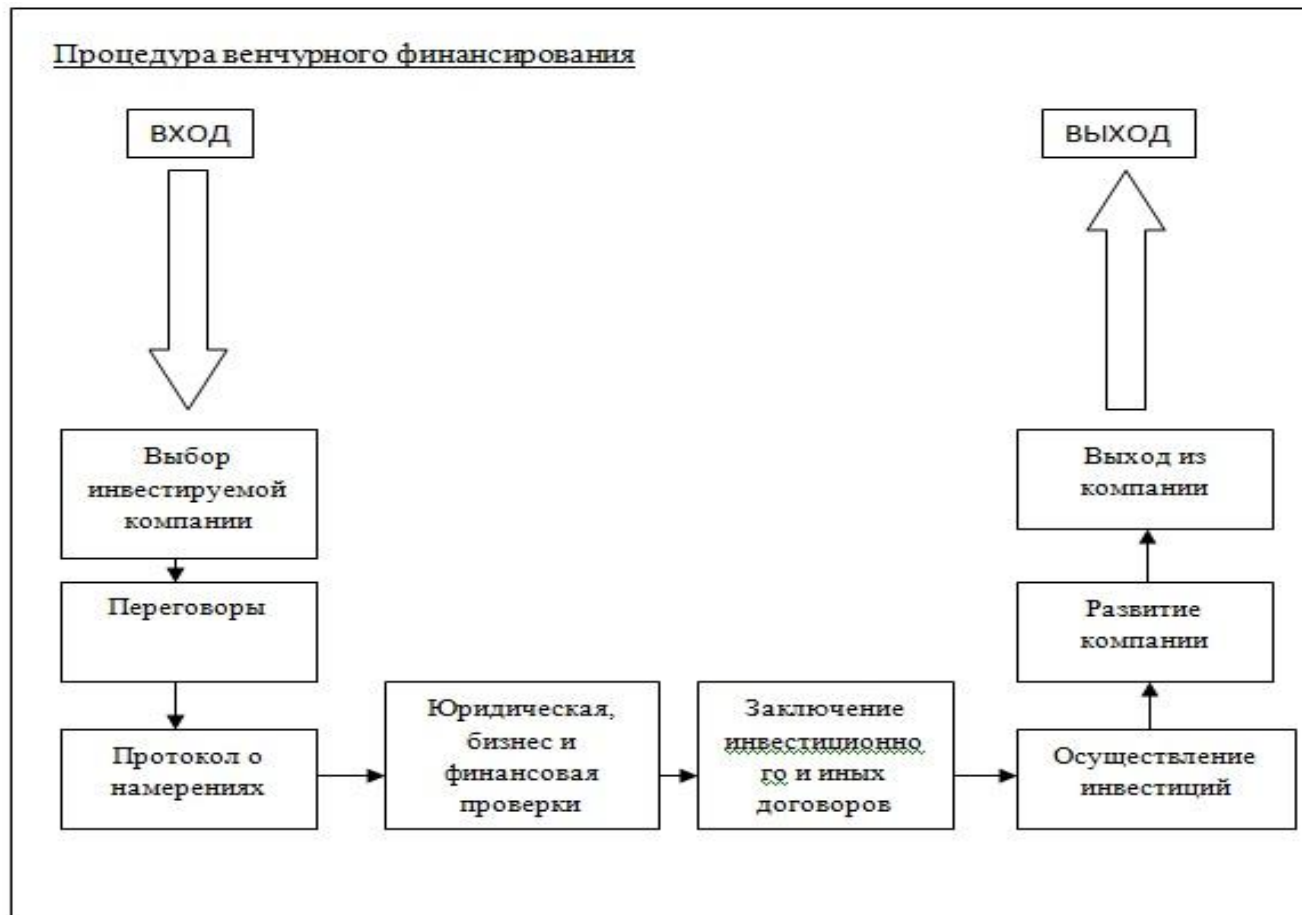 Процедура венчурного финансирования
ВХОД
ВЫХОД
Выбор
инвестируемой
компании
Переговоры
Протокол о
намерениях
Юридическая,
бизнес и
финансовая
проверки
Заключение
инвестиционно
го и иных
договоров
Осуществление
инвестиций
Развитие
компании
Выход из
компании